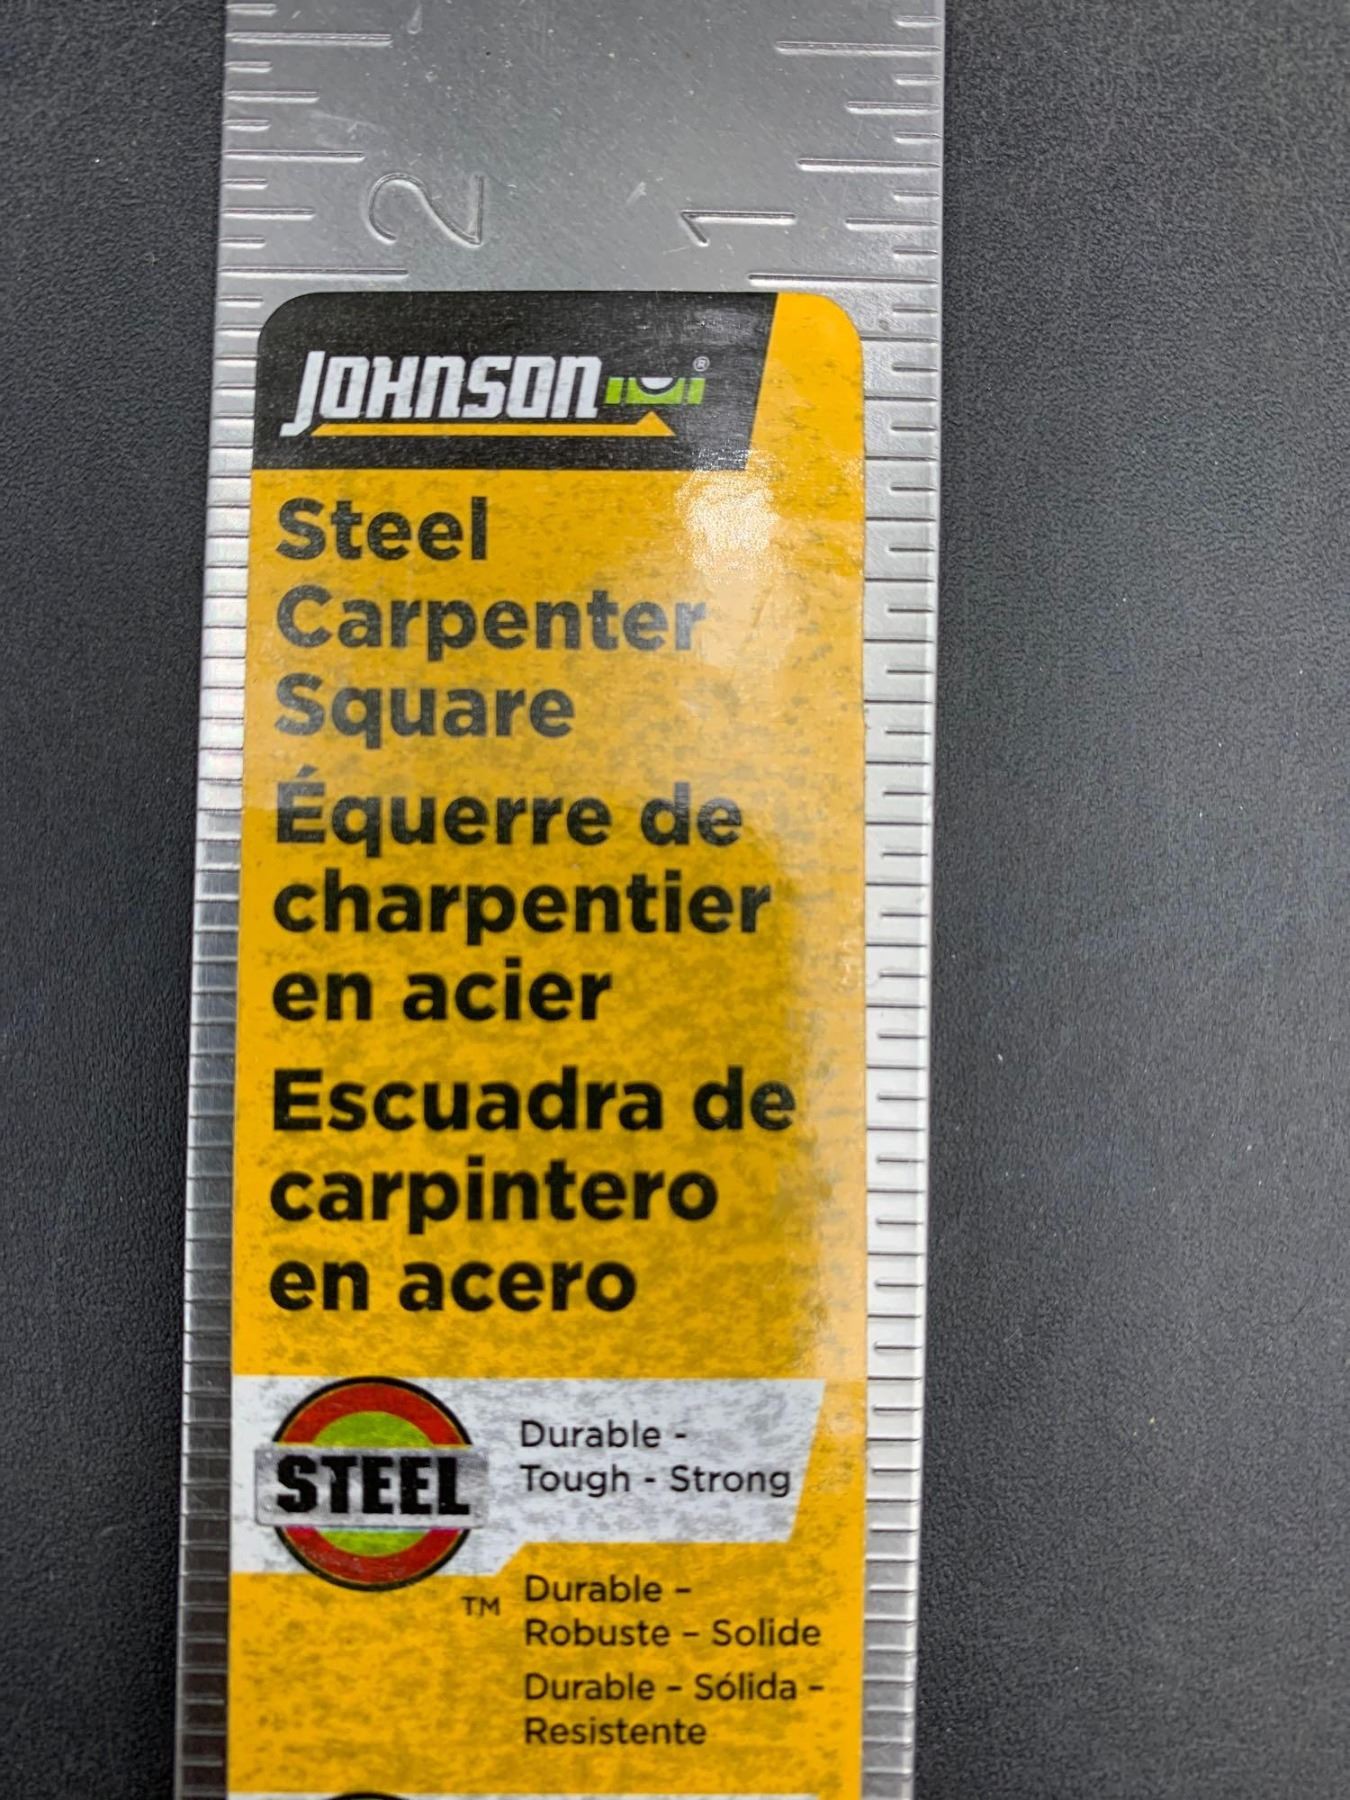 2 1
JOHNSON ®
Steel
Carpenter
Square
Équerre de
charpentier
en acier
Escuadra de
carpintero
en acero
STEEL
TM
Durable -
Tough - Strong
Durable –
Robuste – Solide
Durable - Sólida -
Resistente